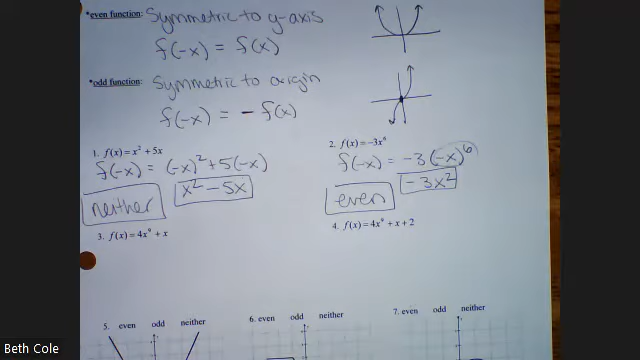 *even function: Symmetric to y-axis
f(-x) = f(x)
*odd function: Symmetric to origin
f(-x) = - f(x)
1. f(x) = x² + 5x
f(-x) = (-x)² + 5(-x)
x² - 5x
neither
2. f(x) = -3x⁶
f(-x) = -3(-x)⁶
-3x²
even
3. f(x) = 4x⁹ + x
4. f(x) = 4x⁹ + x + 2
5. even odd neither
6. even odd neither
7. even odd neither
Beth Cole